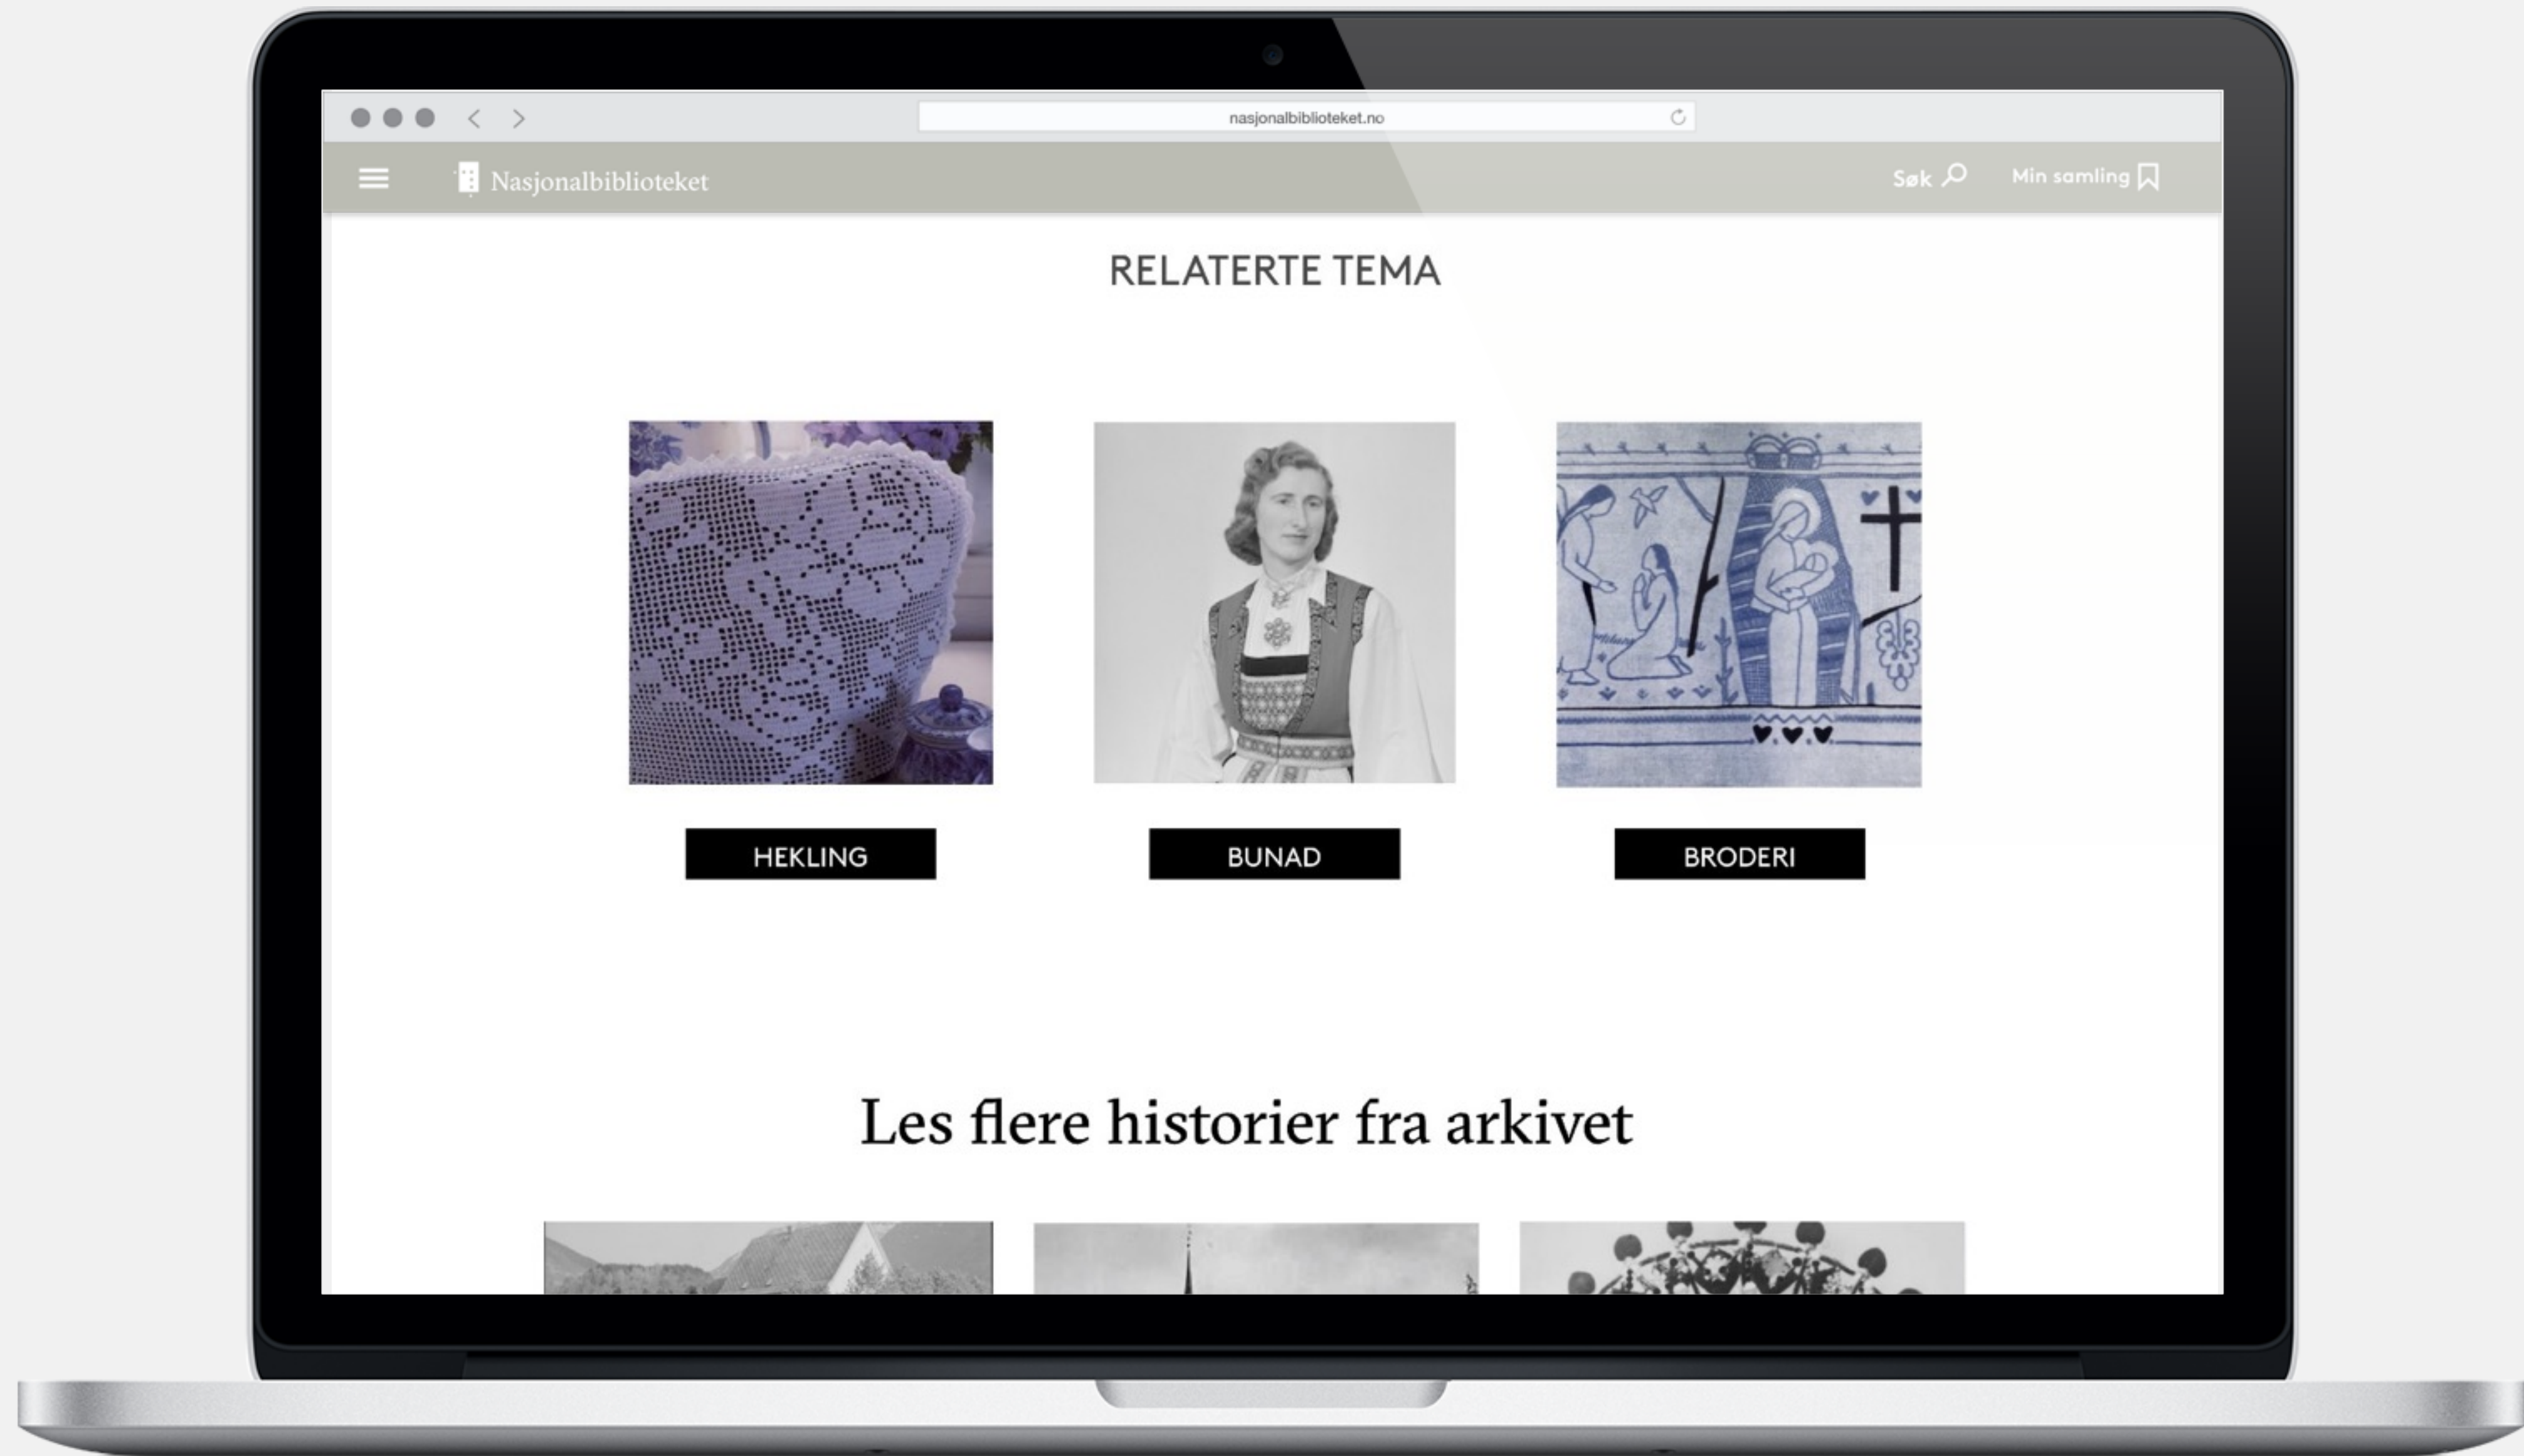 nasjonalbiblioteket.no
Nasjonalbiblioteket
Søk
Min samling
RELATERTE TEMA
HEKLING
BUNAD
BRODERI
Les flere historier fra arkivet